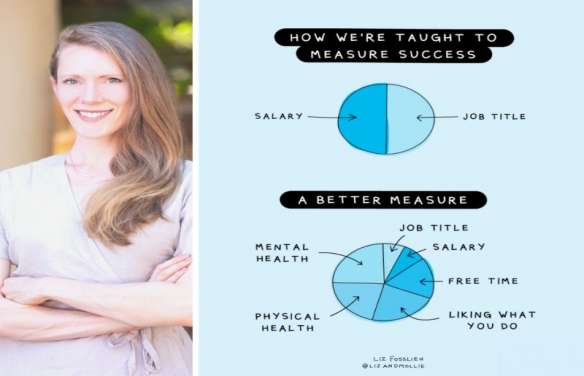 HOW WE'RE TAUGHT TO
MEASURE SUCCESS
SALARY
JOB TITLE
A BETTER MEASURE
JOB TITLE
MENTAL
HEALTH
SALARY
FREE TIME
PHYSICAL
HEALTH
LIKING WHAT
YOU DO
LIZ FOSSLIEN
@LIZANDMOLLIE